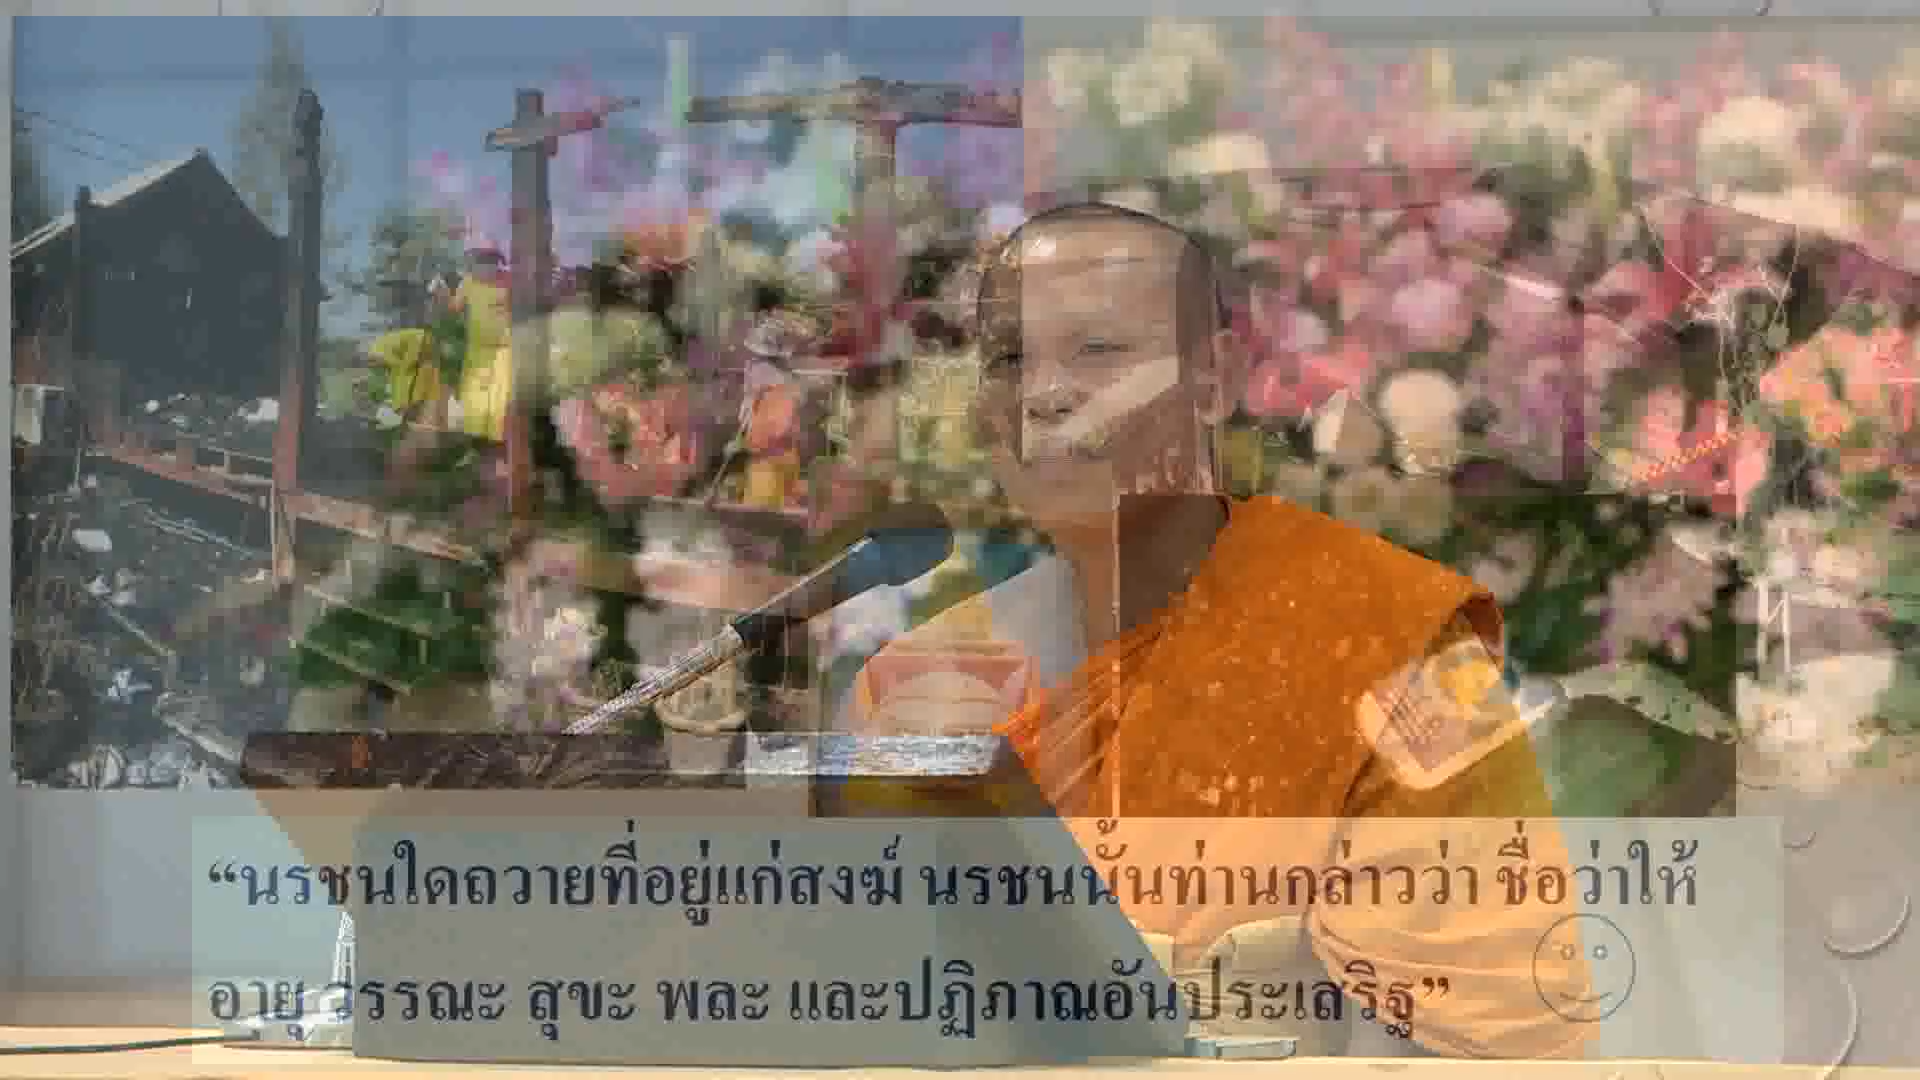 “นรชนใดถวายที่อยู่แก่สงฆ์ นรชนนั้นท่านกล่าวว่า ชื่อว่าให้
อายุ วรรณะ สุขะ พละ และปฏิภาณอันประเสริฐ”